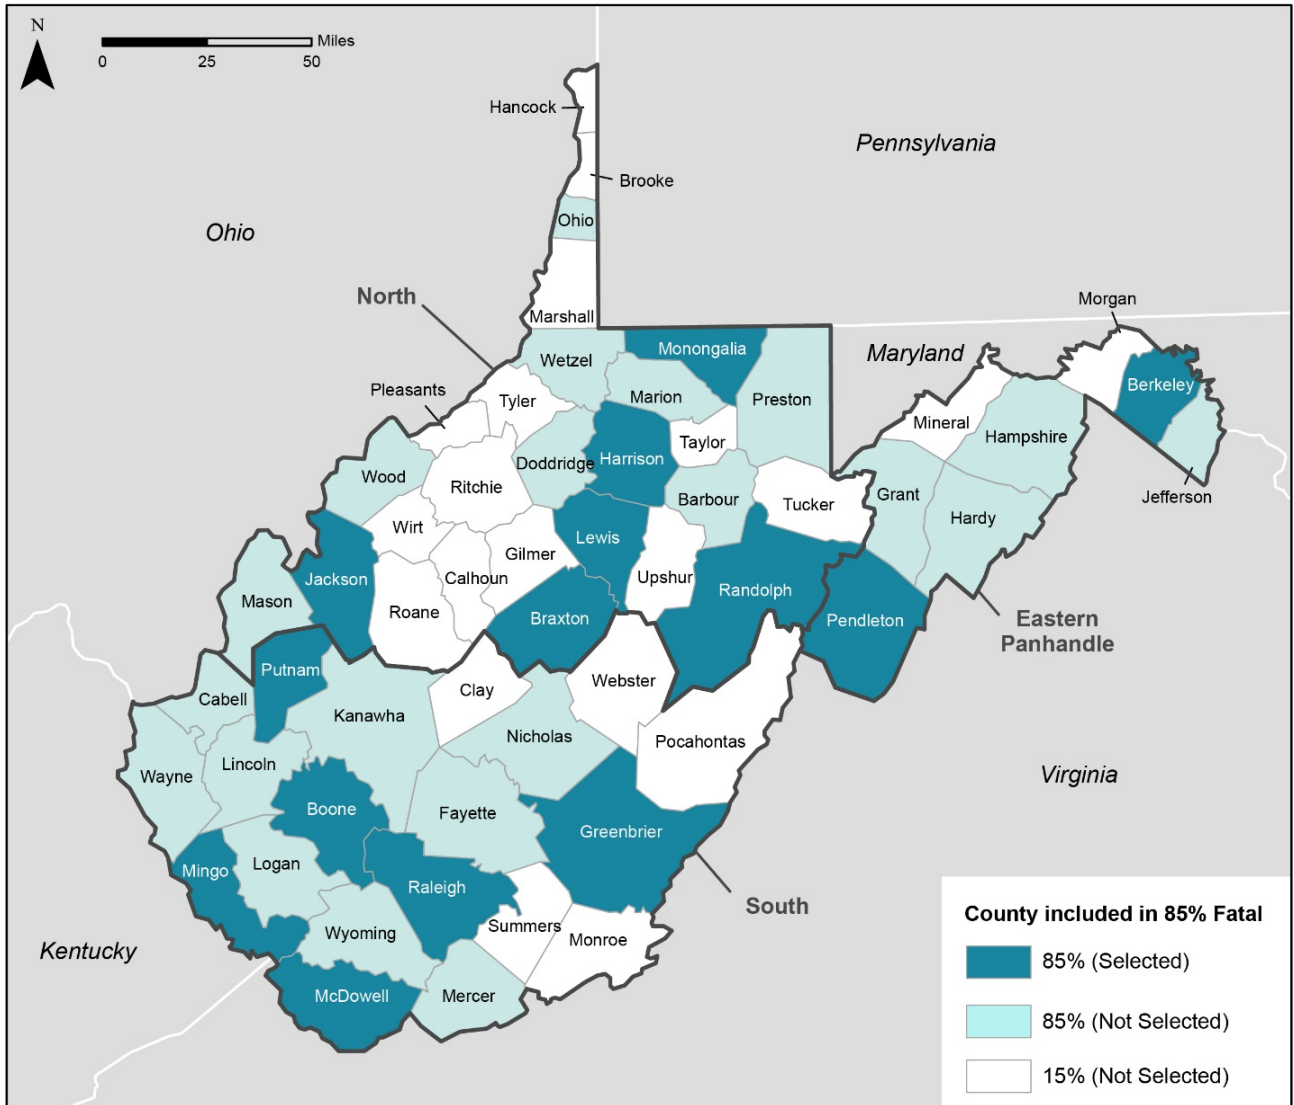 N
Miles
0
25
50
Hancock
Pennsylvania
Brooke
Ohio
Ohio
North
Morgan
Marshall
Maryland
Monongalia
Wetzel
Berkeley
Pleasants
Marion
Preston
Tyler
Mineral
Hampshire
Taylor
Harrison
Doddridge
Wood
Ritchie
Jefferson
Grant
Barbour
Tucker
Hardy
Wirt
Lewis
Gilmer
Calhoun
Upshur
Jackson
Randolph
Mason
Roane
Braxton
Pendleton
Eastern
Panhandle
Putnam
Webster
Clay
Cabell
Kanawha
Nicholas
Pocahontas
Lincoln
Wayne
Virginia
Boone
Fayette
Greenbrier
Logan
Mingo
Raleigh
South
Summers
Wyoming
Monroe
Kentucky
McDowell
Mercer
County included in 85% Fatal
85% (Selected)
85% (Not Selected)
15% (Not Selected)